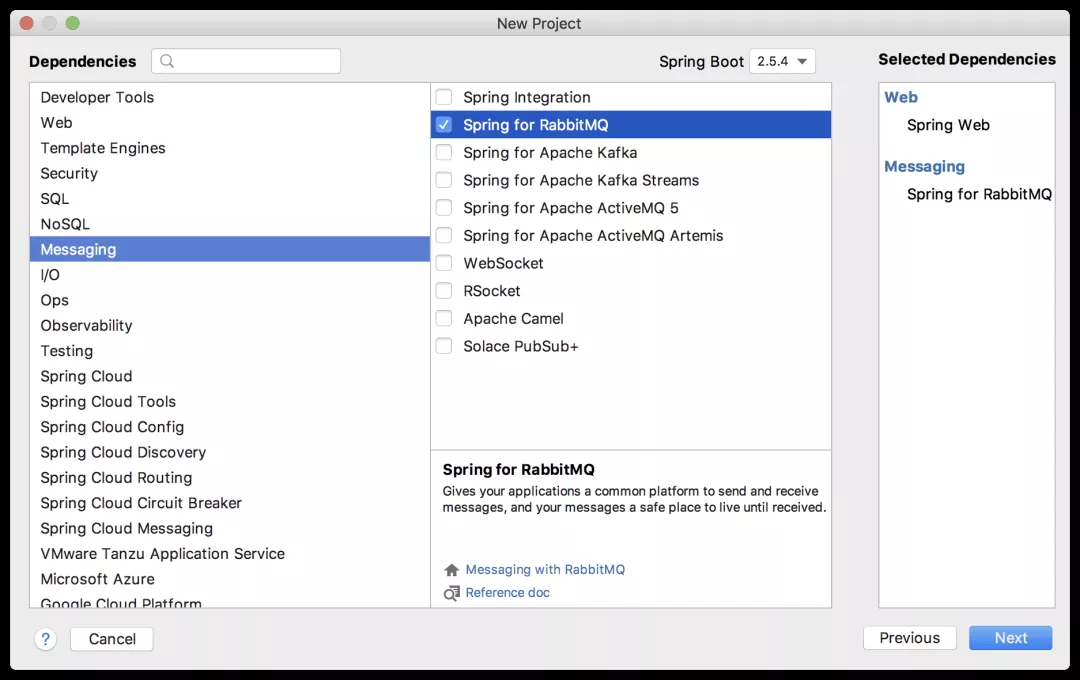 New Project
Dependencies
Spring Boot 2.5.4
Selected Dependencies
Developer Tools
Web
Template Engines
Security
SQL
NoSQL
Messaging
I/O
Ops
Observability
Testing
Spring Cloud
Spring Cloud Tools
Spring Cloud Config
Spring Cloud Discovery
Spring Cloud Routing
Spring Cloud Circuit Breaker
Spring Cloud Messaging
VMware Tanzu Application Service
Microsoft Azure
Google Cloud Platform
Spring Integration
Spring for RabbitMQ
Spring for Apache Kafka
Spring for Apache Kafka Streams
Spring for Apache ActiveMQ 5
Spring for Apache ActiveMQ Artemis
WebSocket
RSocket
Apache Camel
Solace PubSub+
Spring for RabbitMQ
Gives your applications a common platform to send and receive
messages, and your messages a safe place to live until received.
Messaging with RabbitMQ
Reference doc
Web
Spring Web
Messaging
Spring for RabbitMQ
?
Cancel
Previous
Next